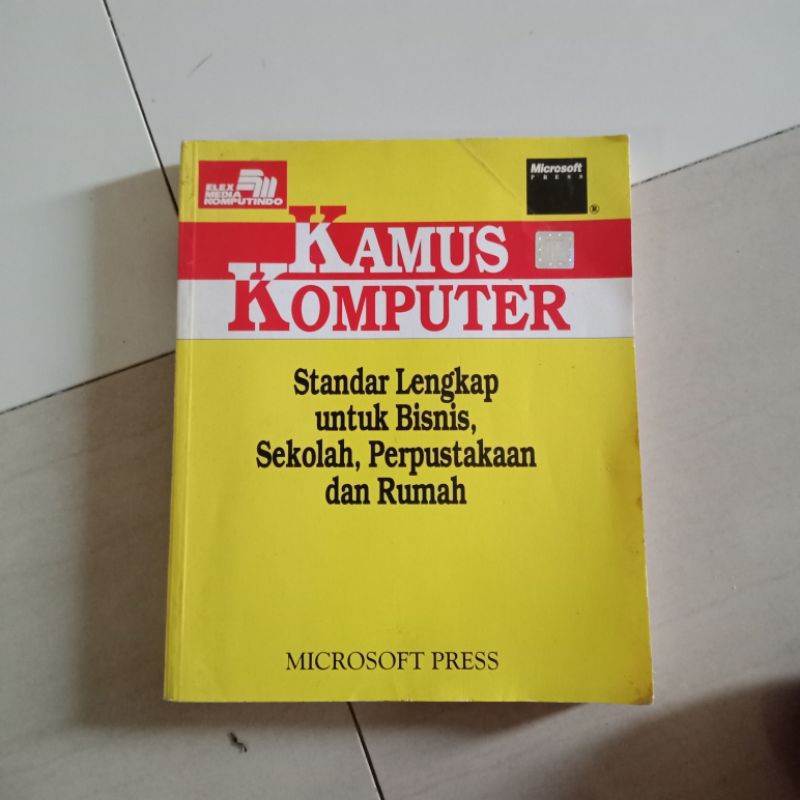 ELEX
MEDIA
KOMPUTINDO
Microsoft
PRESS
®
KAMUS
KOMPUTER
Standar Lengkap
untuk Bisnis,
Sekolah, Perpustakaan
dan Rumah
MICROSOFT PRESS